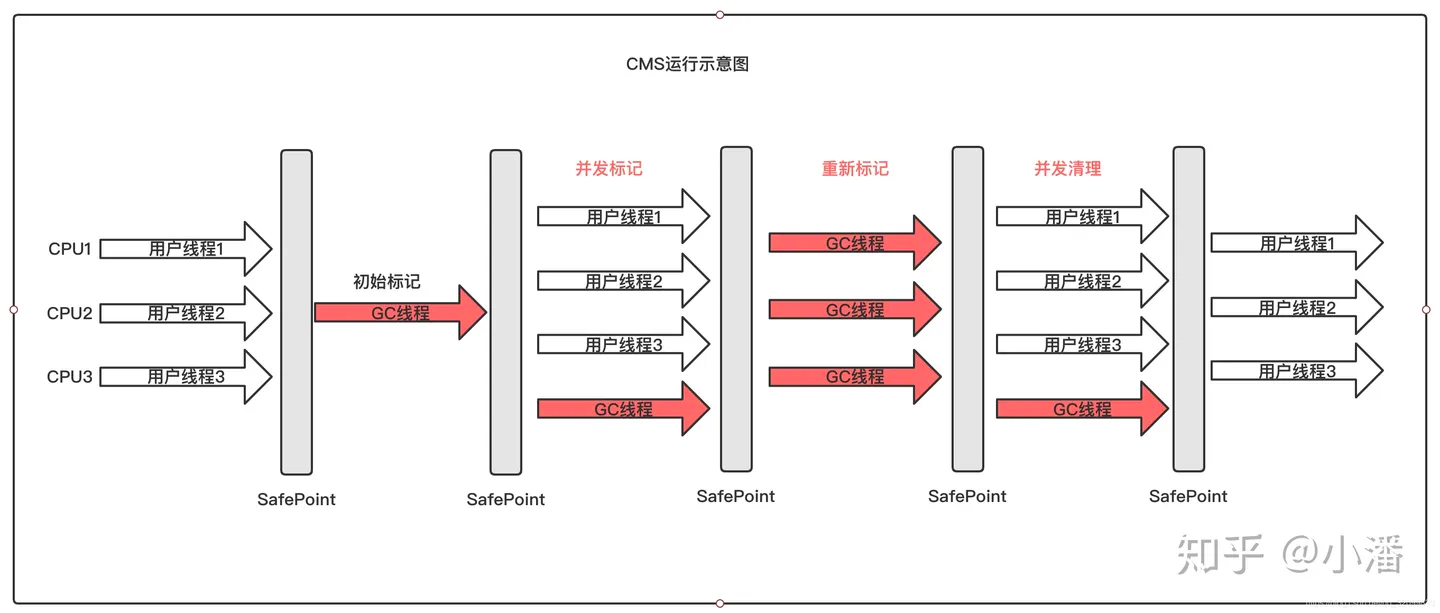 CMS运行示意图
并发标记
重新标记
并发清理
用户线程1
用户线程1
CPU1
用户线程1
GC线程
用户线程1
初始标记
用户线程2
用户线程2
CPU2
用户线程2
GC线程
GC线程
用户线程2
用户线程3
用户线程3
CPU3
用户线程3
GC线程
用户线程3
GC线程
GC线程
SafePoint
SafePoint
SafePoint
SafePoint
SafePoint
知乎 @小潘